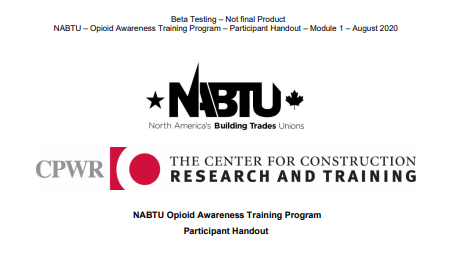 Beta Testing – Not final Product
NABTU – Opioid Awareness Training Program – Participant Handout – Module 1 – August 2020
NABTU
North America's Building Trades Unions
CPWR THE CENTER FOR CONSTRUCTION
RESEARCH AND TRAINING
NABTU Opioid Awareness Training Program
Participant Handout